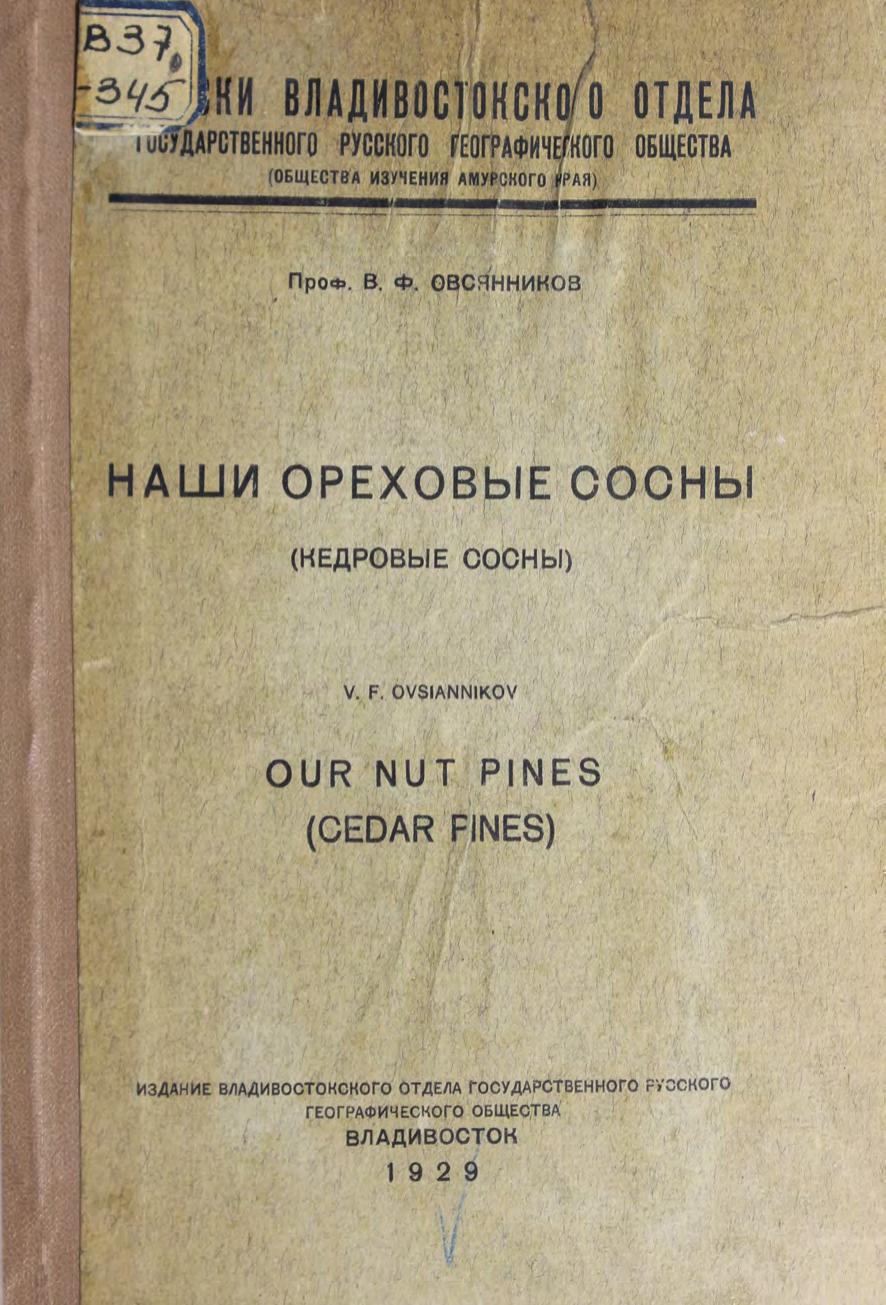 В37
-345
ВЛАДИВОСТОКСКОГО ОТДЕЛА
ГОСУДАРСТВЕННОГО РУССКОГО ГЕОГРАФИЧЕСКОГО ОБЩЕСТВА
(ОБЩЕСТВА ИЗУЧЕНИЯ АМУРСКОГО КРАЯ)
Проф. В. Ф. ОВСЯННИКОВ
НАШИ ОРЕХОВЫЕ СОСНЫ
(КЕДРОВЫЕ СОСНЫ)
V. F. OVSIANNIKOV
OUR NUT PINES
(CEDAR FINES)
ИЗДАНИЕ ВЛАДИВОСТОКСКОГО ОТДЕЛА ГОСУДАРСТВЕННОГО РУССКОГО
ГЕОГРАФИЧЕСКОГО ОБЩЕСТВА
ВЛАДИВОСТОК
1929